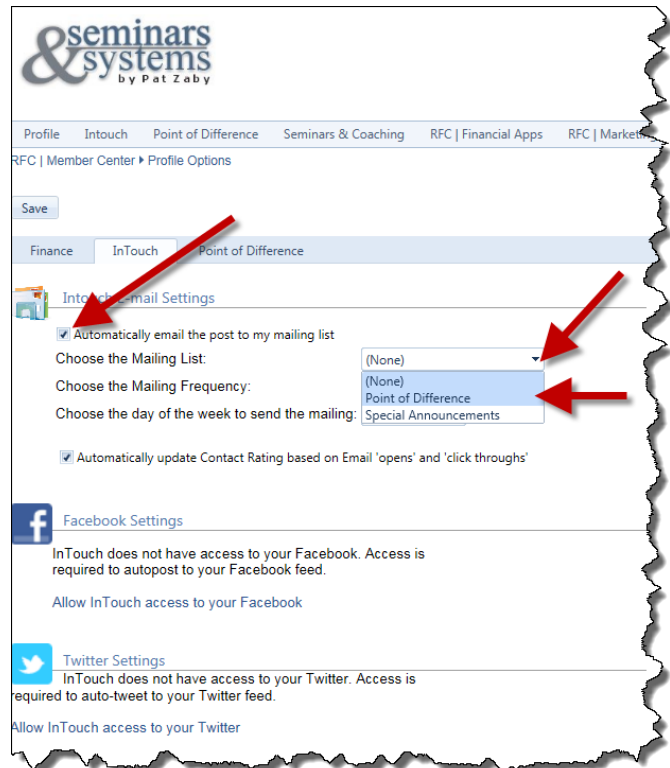 &seminars
systems
by Pat Zaby
Profile Intouch Point of Difference Seminars & Coaching RFC | Financial Apps RFC | Marketing
RFC | Member Center ▸ Profile Options
Save
Finance InTouch Point of Difference
Intouch E-mail Settings
Automatically email the post to my mailing list
Choose the Mailing List: (None)
(None)
Choose the Mailing Frequency:
Point of Difference
Choose the day of the week to send the mailing: Special Announcements
Automatically update Contact Rating based on Email 'opens' and 'click throughs'
Facebook Settings
InTouch does not have access to your Facebook. Access is
required to autopost to your Facebook feed.
Allow InTouch access to your Facebook
Twitter Settings
InTouch does not have access to your Twitter. Access is
required to auto-tweet to your Twitter feed.
Allow InTouch access to your Twitter